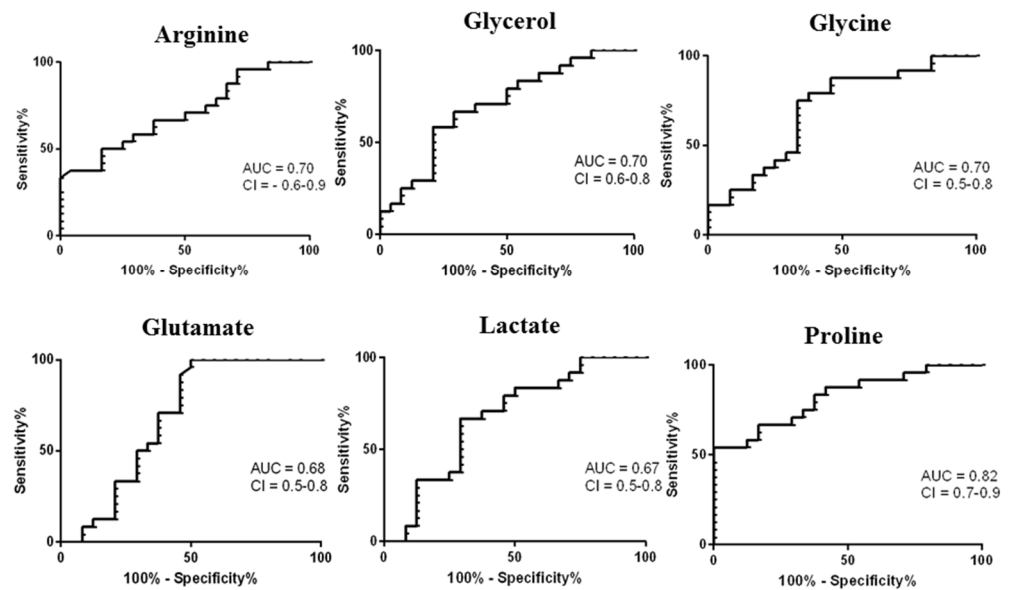 Arginine
Sensitivity%
100
50
0
0 50 100
100% - Specificity%
AUC = 0.70
CI = - 0.6-0.9
Glycerol
Sensitivity%
100
50
0
0 50 100
100% - Specificity%
AUC = 0.70
CI = 0.6-0.8
Glycine
Sensitivity%
100
50
0
0 50 100
100% - Specificity%
AUC = 0.70
CI = 0.5-0.8
Glutamate
Sensitivity%
100
50
0
0 50 100
100% - Specificity%
AUC = 0.68
CI = 0.5-0.8
Lactate
Sensitivity%
100
50
0
0 50 100
100% - Specificity%
AUC = 0.67
CI = 0.5-0.8
Proline
Sensitivity%
100
50
0
0 50 100
100% - Specificity%
AUC = 0.82
CI = 0.7-0.9